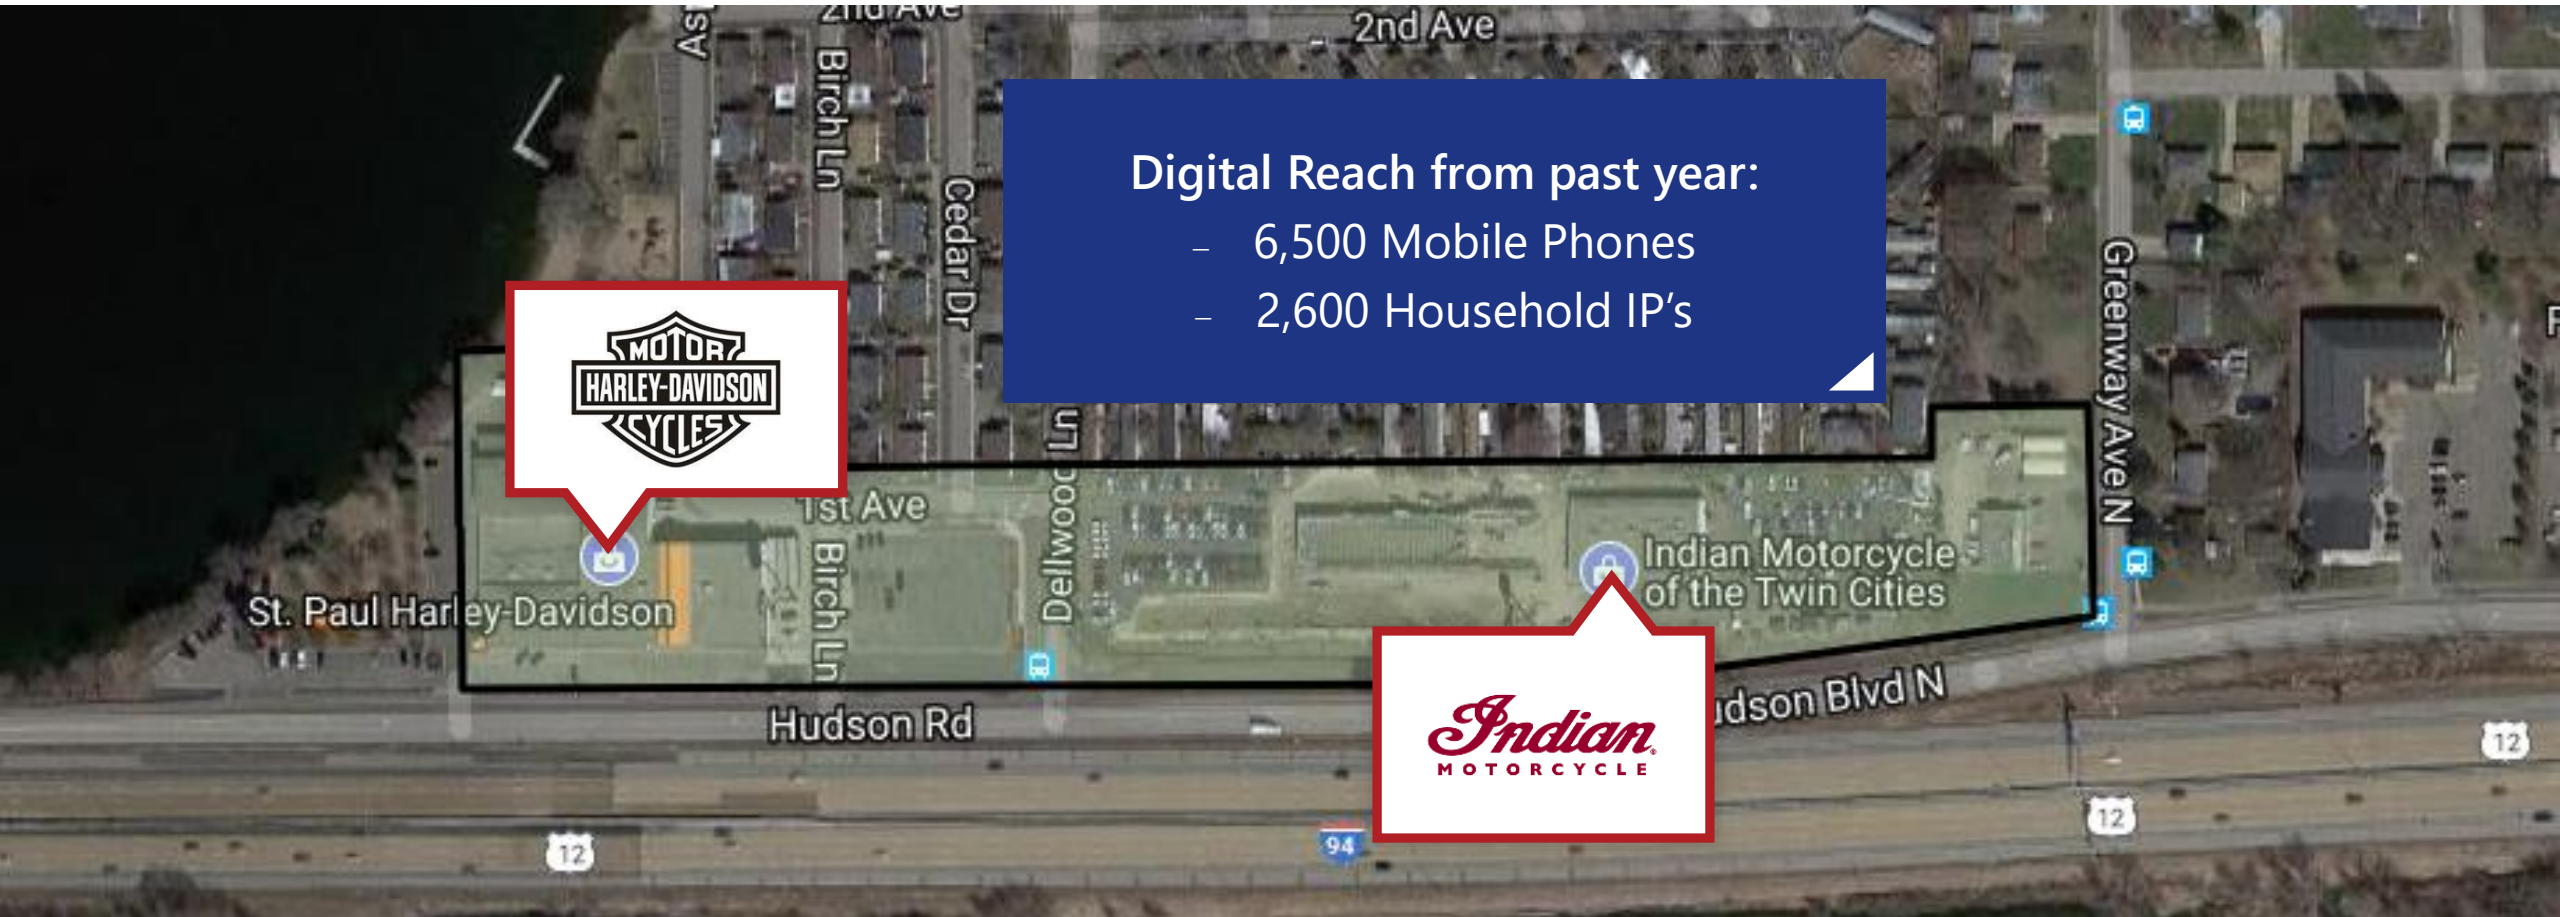 2nd Ave
2nd Ave
Birch Ln
Cedar Dr
Digital Reach from past year:
– 6,500 Mobile Phones
– 2,600 Household IP’s
Greenway Ave N
MOTOR
HARLEY-DAVIDSON
CYCLES
Dellwood Ln
1st Ave
Birch Ln
St. Paul Harley-Davidson
Indian Motorcycle
of the Twin Cities
Hudson Rd
udson Blvd N
Indian®
MOTORCYCLE
12
12
94
12